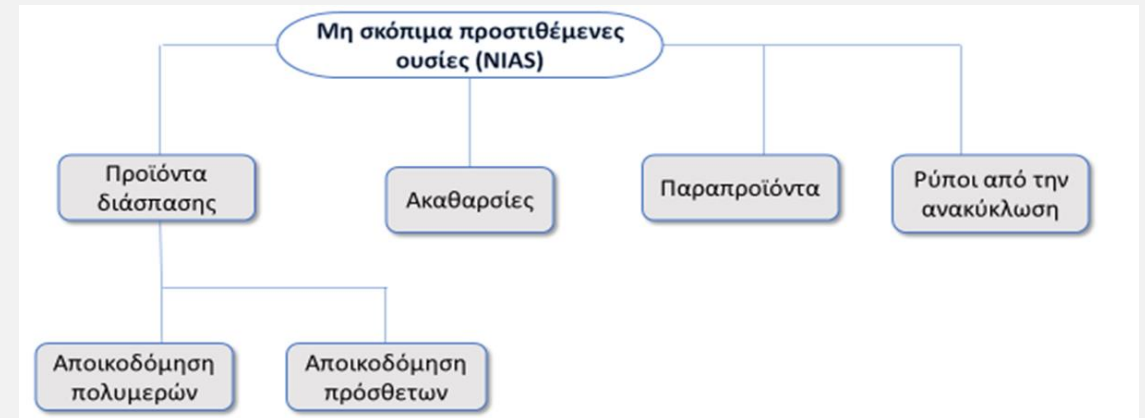 Μη σκόπιμα προστιθέμενες
ουσίες (NIAS)
Προϊόντα
διάσπασης
Ακαθαρσίες
Παραπροϊόντα
Ρύποι από την
ανακύκλωση
Αποικοδόμηση
πολυμερών
Αποικοδόμηση
πρόσθετων